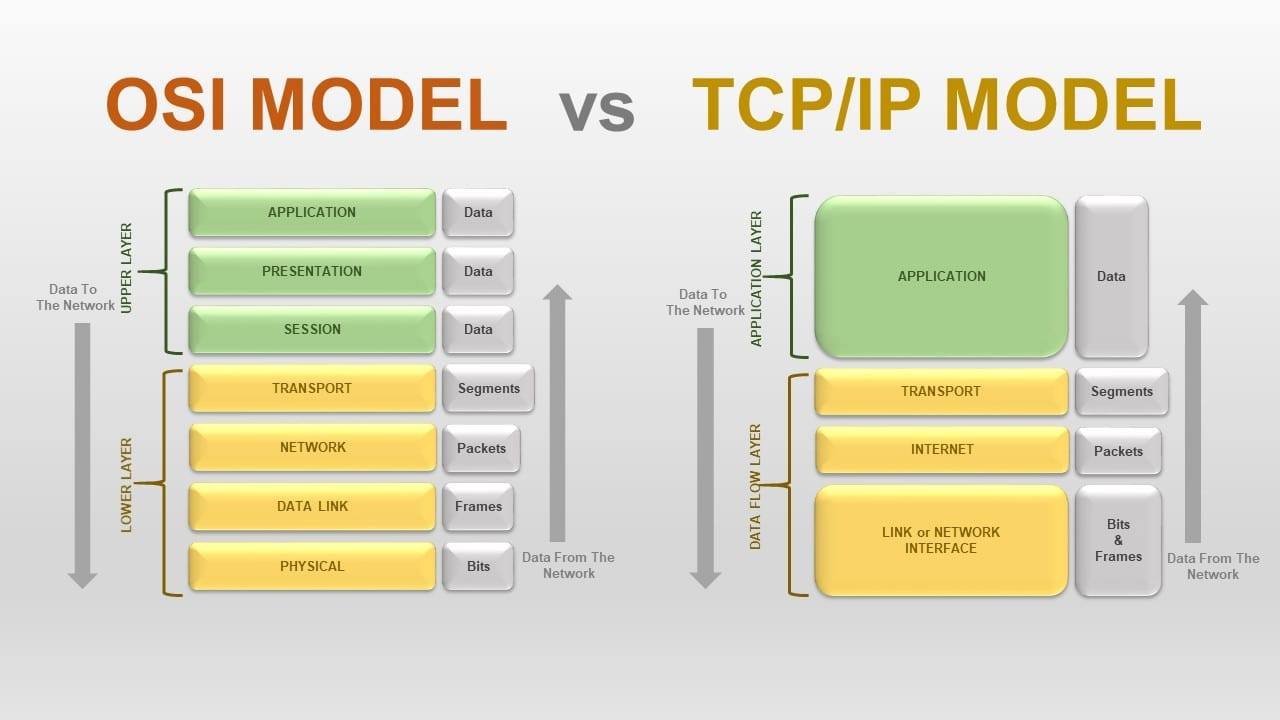 OSI MODEL vs TCP/IP MODEL
UPPER LAYER
APPLICATION
Data
PRESENTATION
Data
SESSION
Data
Data To
The Network
LOWER LAYER
TRANSPORT
Segments
NETWORK
Packets
DATA LINK
Frames
PHYSICAL
Bits
Data From The
Network
APPLICATION LAYER
APPLICATION
Data
Data To
The Network
DATA FLOW LAYER
TRANSPORT
Segments
INTERNET
Packets
LINK or NETWORK
INTERFACE
Bits
&
Frames
Data From The
Network